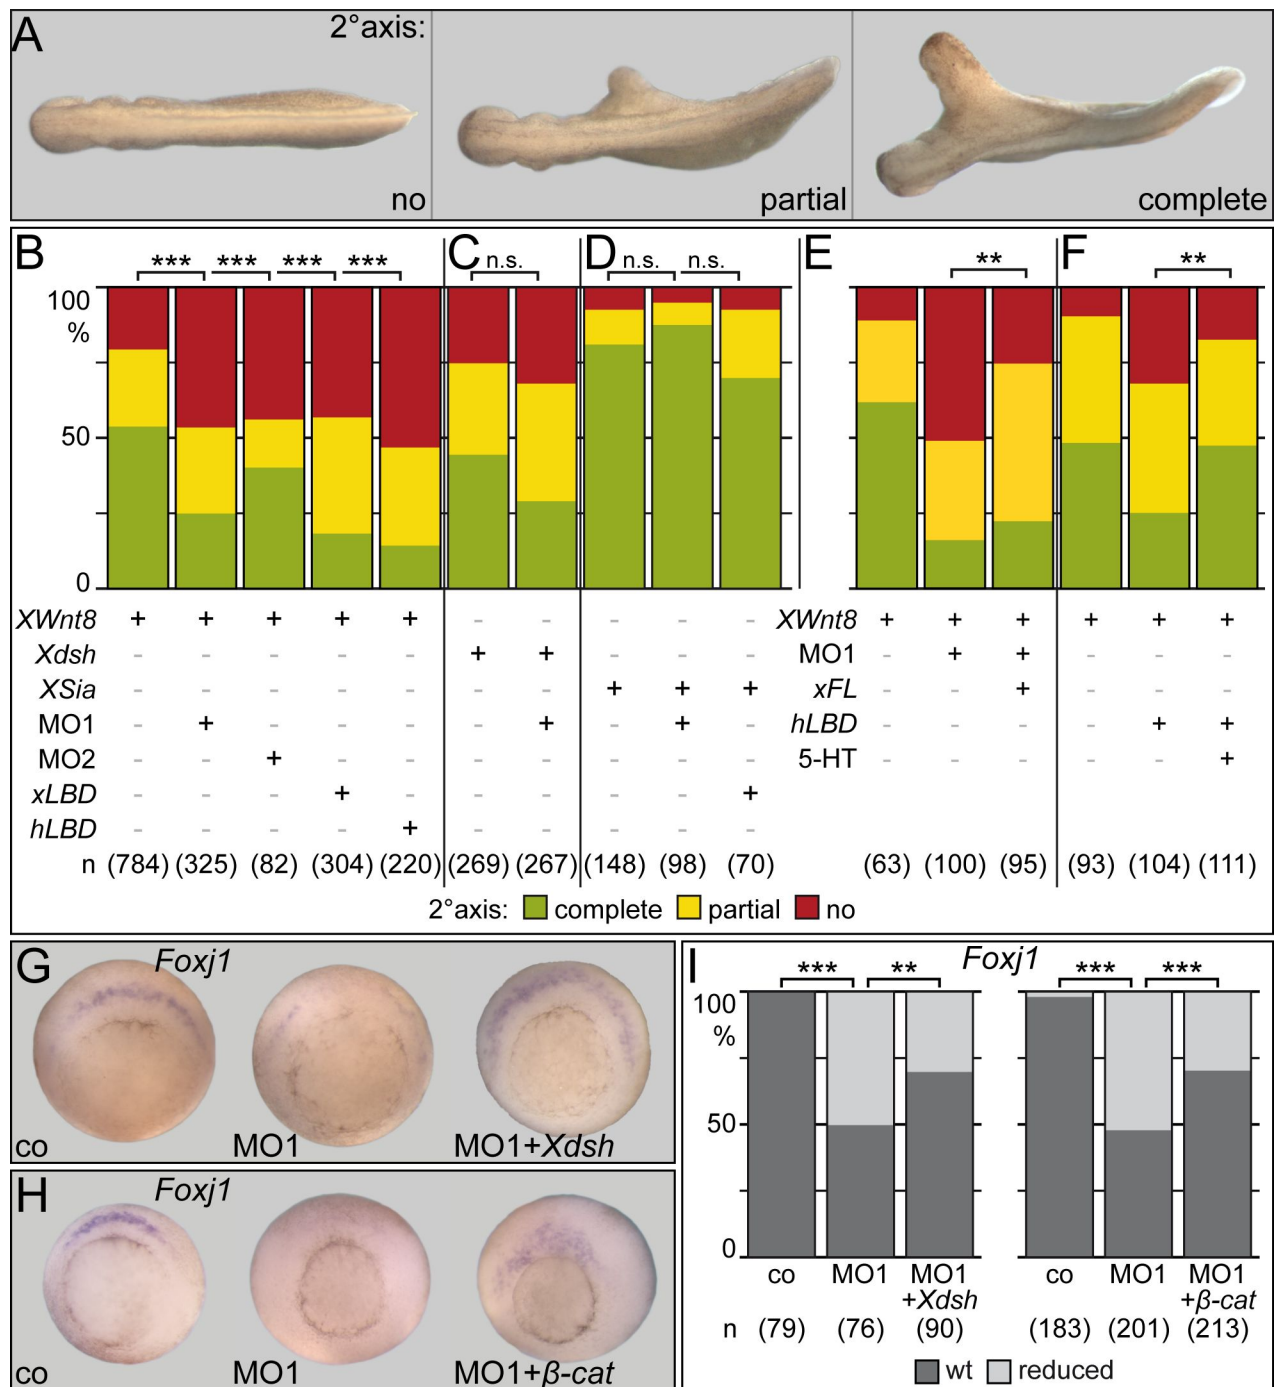 A 2°axis:
no partial complete
B C D E F
*** *** *** *** n.s. n.s. n.s. ** **
100
%
50
0
XWnt8 + + + + + - - - - - XWnt8 + + + + + +
Xdsh - - - - - + + - - - MO1 - + + - - -
XSia - - - - - - - + + + xFL - - + - - -
MO1 - + - - - - + - + - hLBD - - - - + +
MO2 - - + - - - - - - - 5-HT - - - - - +
xLBD - - - + - - - - - +
hLBD - - - - + - - - - -
n (784) (325) (82) (304) (220) (269) (267) (148) (98) (70) (63) (100) (95) (93) (104) (111)
2°axis: complete partial no
G Foxj1
co MO1 MO1+Xdsh
H Foxj1
co MO1 MO1+β-cat
I Foxj1
*** ** *** ***
100
%
50
0
co MO1 MO1 co MO1 MO1
+Xdsh +β-cat
n (79) (76) (90) (183) (201) (213)
wt reduced